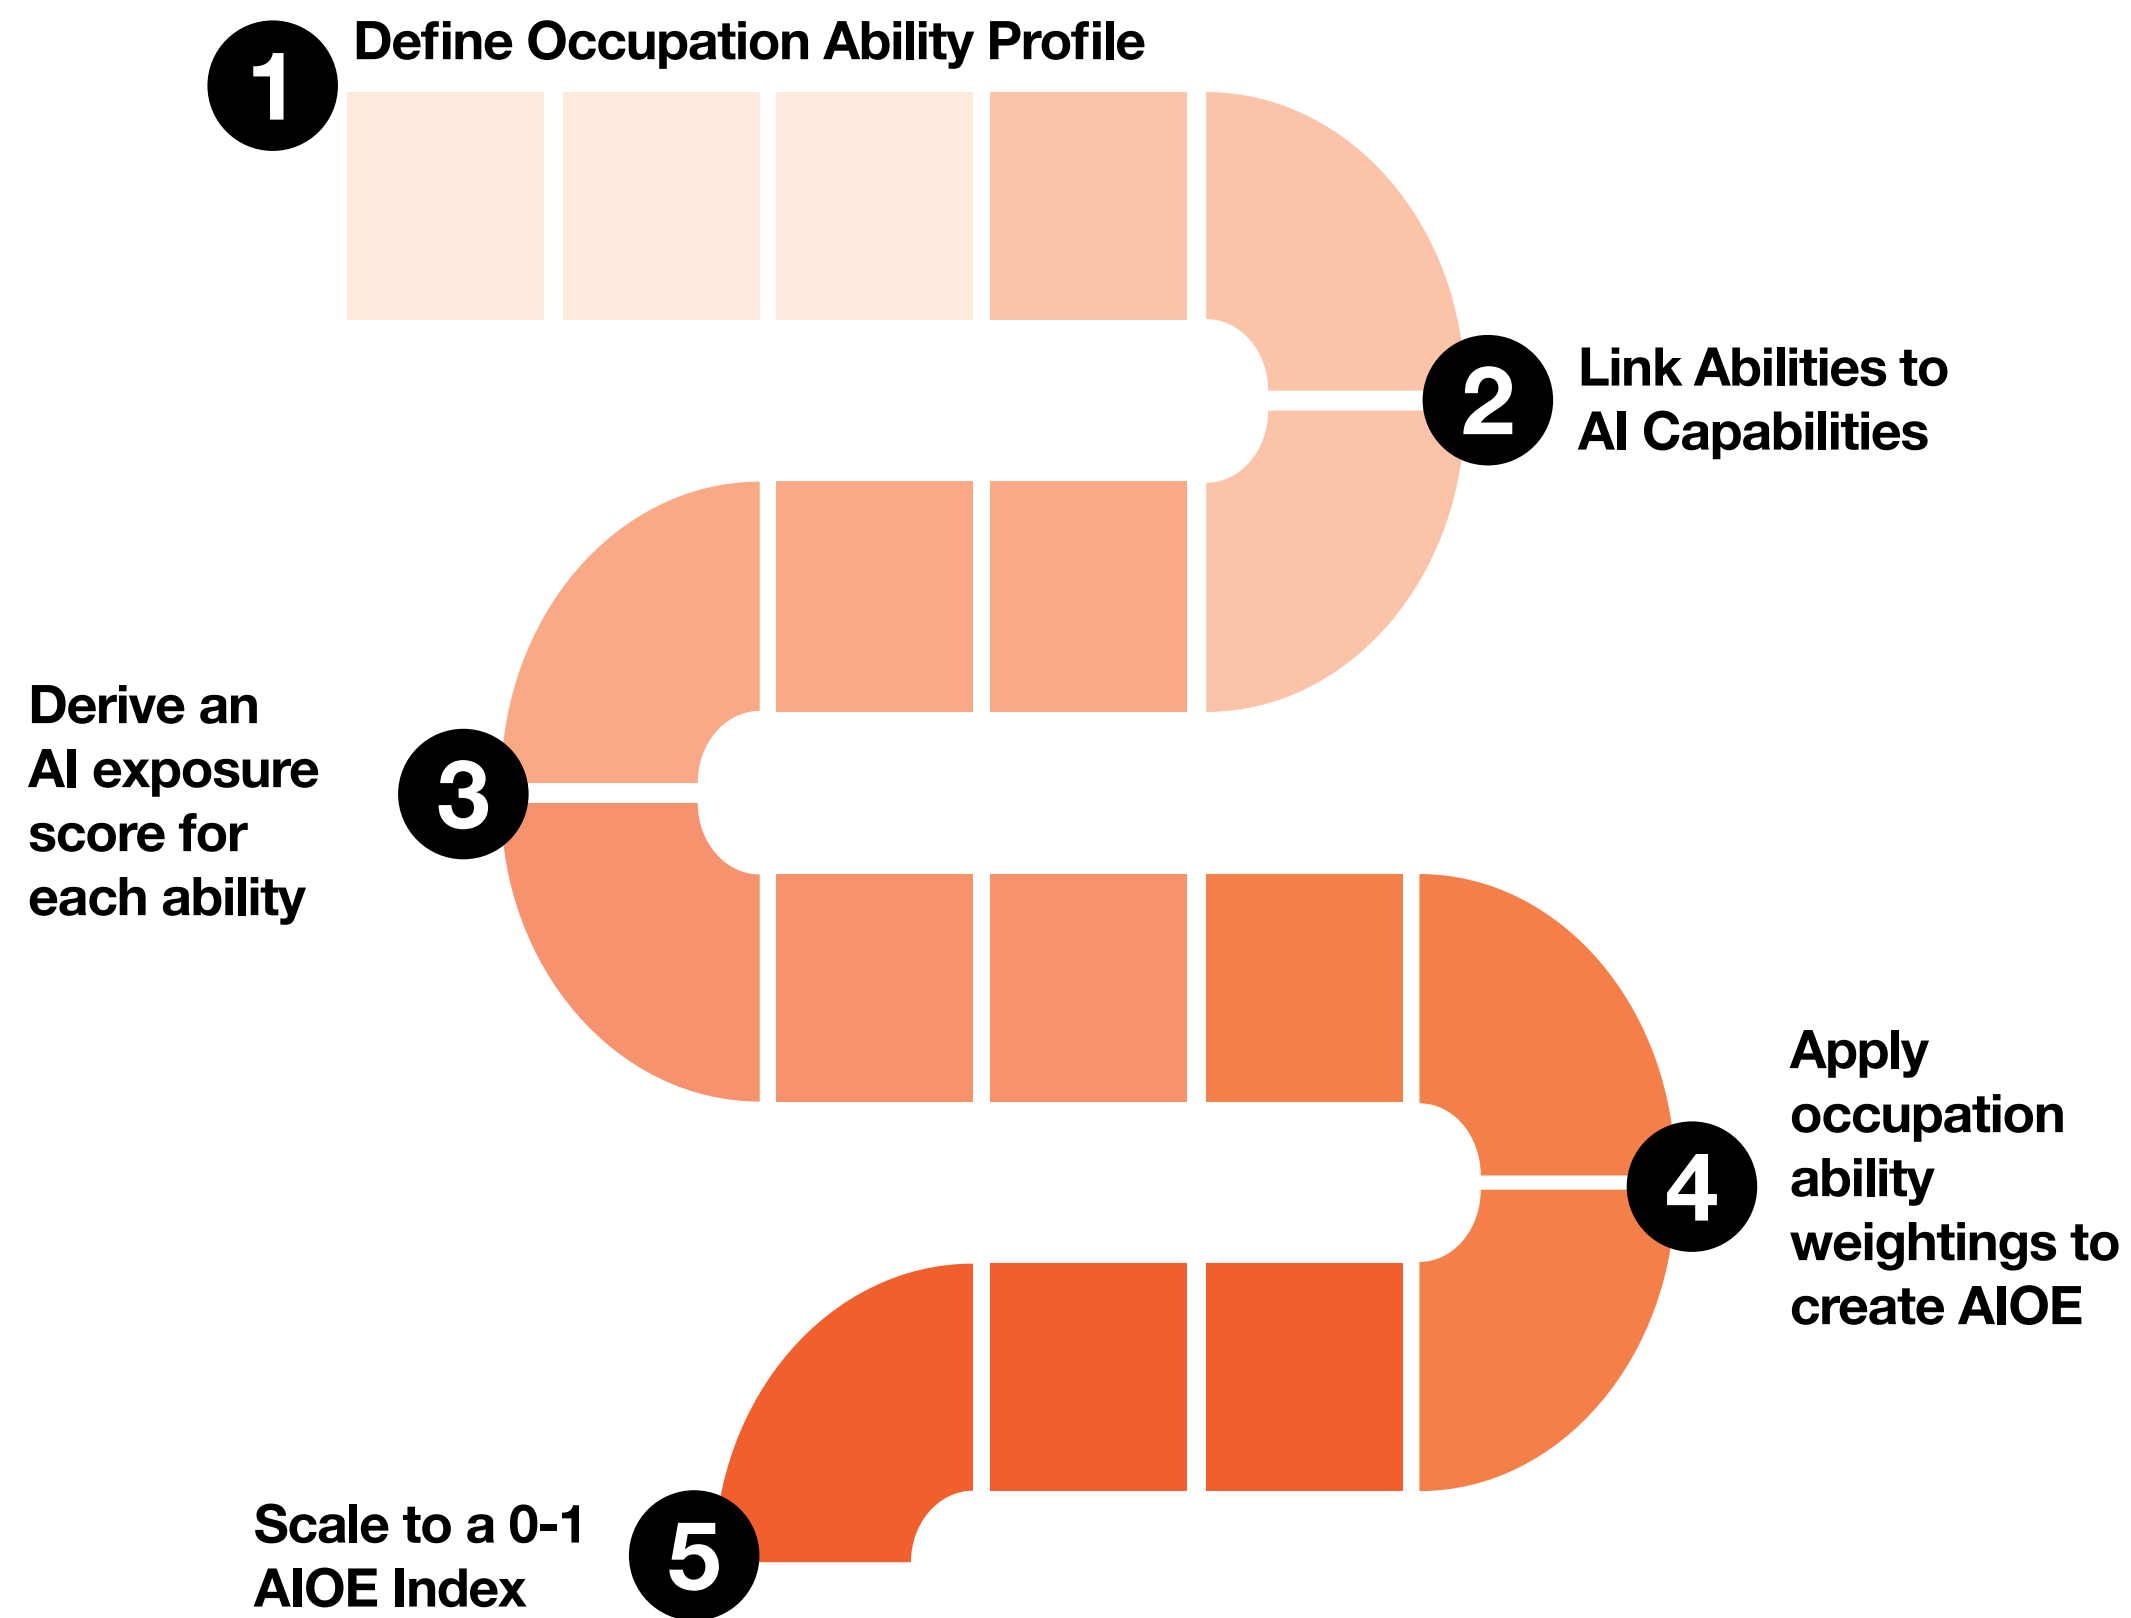 1
Define Occupation Ability Profile
2
Link Abilities to
AI Capabilities
3
Derive an
AI exposure
score for
each ability
4
Apply
occupation
ability
weightings to
create AIOE
5
Scale to a 0-1
AIOE Index